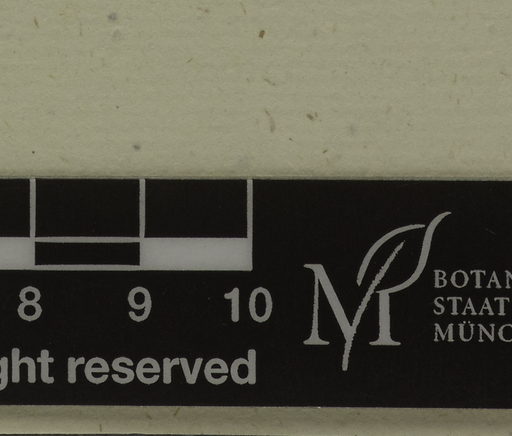 8 9 10
ght reserved
M
BOTAN
STAAT
MÜNC